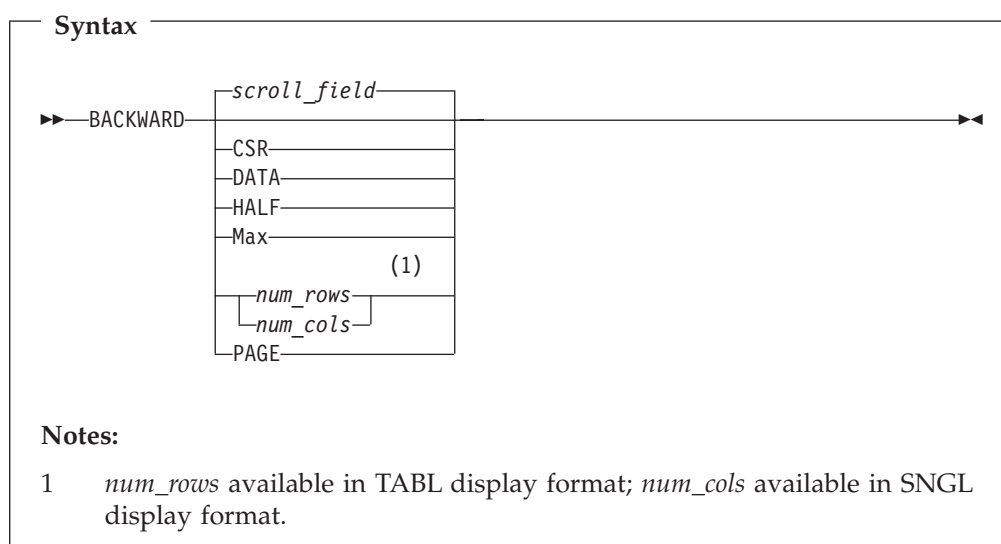 Syntax
scroll_field
BACKWARD
CSR
DATA
HALF
Max
(1)
num_rows
num_cols
PAGE
Notes:
1 num_rows available in TABL display format; num_cols available in SNGL
display format.